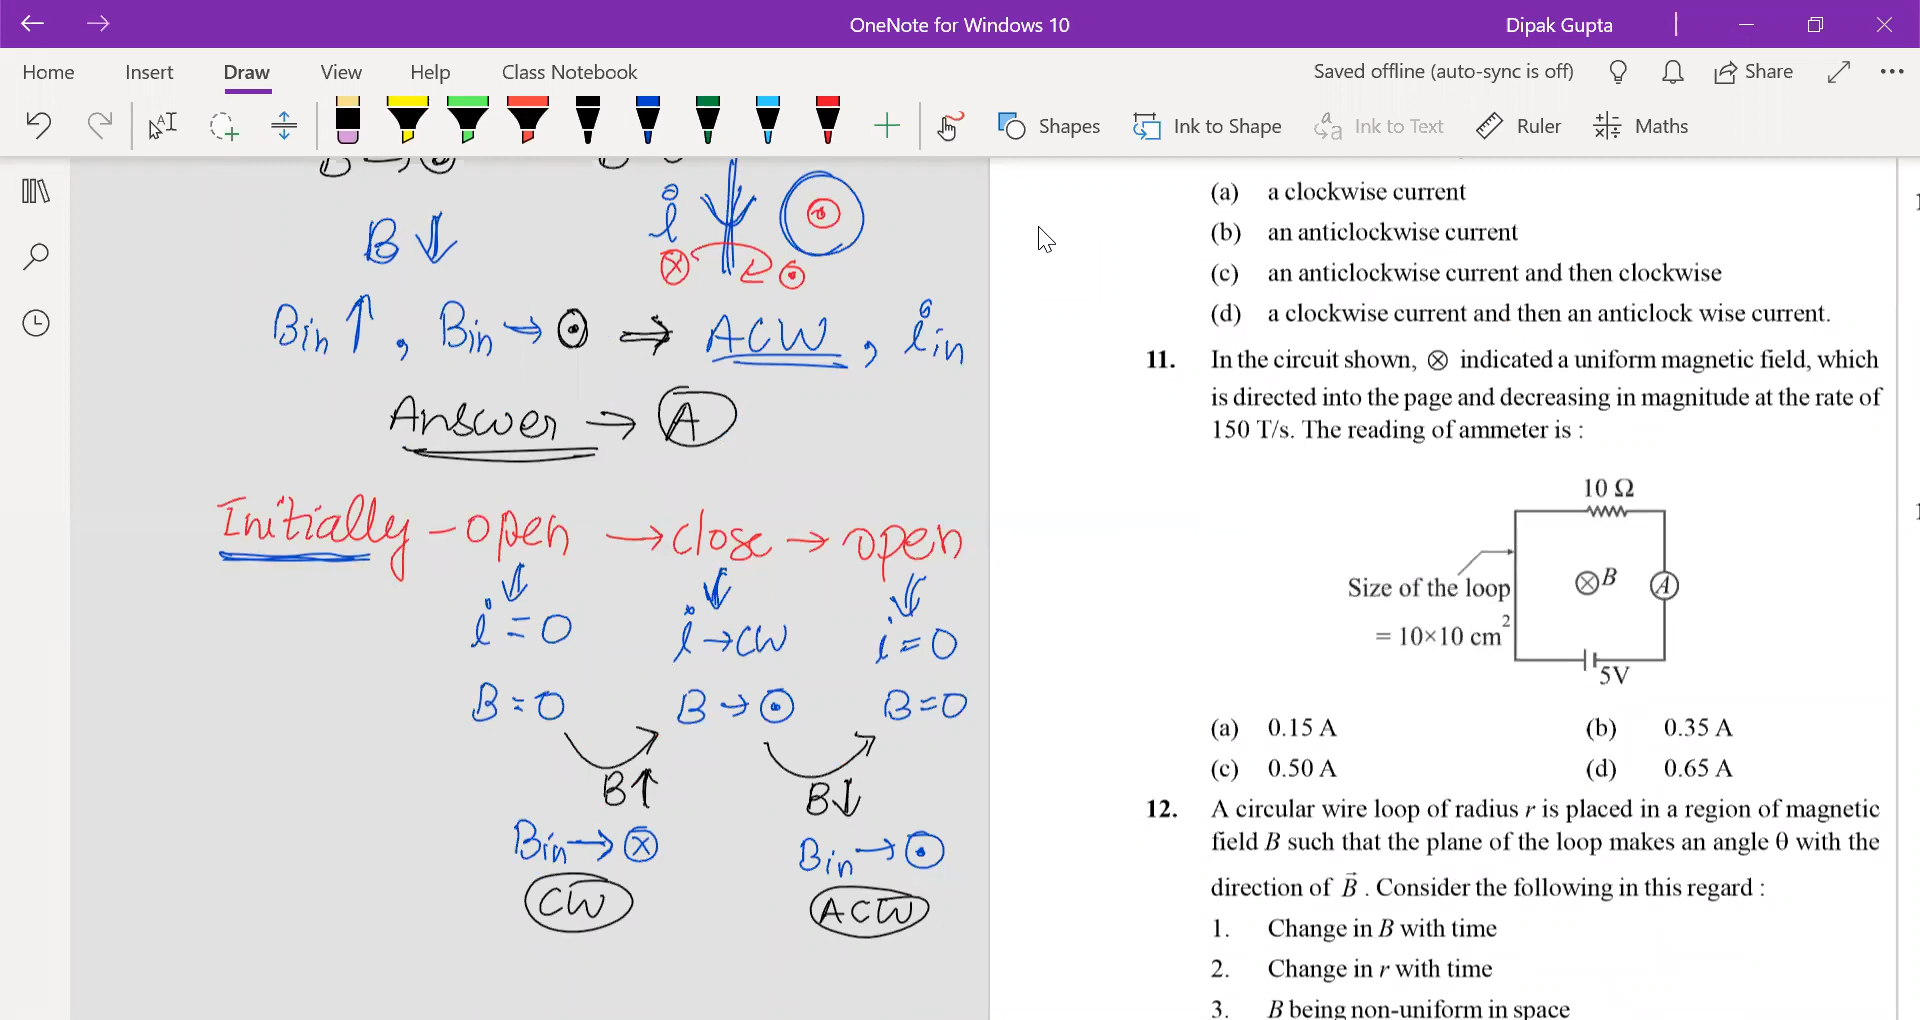 OneNote for Windows 10
Dipak Gupta
Home Insert Draw View Help Class Notebook
Saved offline (auto-sync is off) Share
Shapes Ink to Shape Ink to Text Ruler Maths
i
B ↓
Bin ↑, Bin → ⊙ ⇒ ACW, iin
Answer → A
Initially - open → close → open
i = 0 i → CW i = 0
B = 0 B → ⊙ B = 0
B↑ B↓
Bin → ⊗ Bin → ⊙
CW ACW
(a) a clockwise current
(b) an anticlockwise current
(c) an anticlockwise current and then clockwise
(d) a clockwise current and then an anticlock wise current.
11. In the circuit shown, ⊗ indicated a uniform magnetic field, which
is directed into the page and decreasing in magnitude at the rate of
150 T/s. The reading of ammeter is :
10 Ω
Size of the loop
= 10×10 cm²
⊗B
A
5V
(a) 0.15 A (b) 0.35 A
(c) 0.50 A (d) 0.65 A
12. A circular wire loop of radius r is placed in a region of magnetic
field B such that the plane of the loop makes an angle θ with the
direction of B⃗ . Consider the following in this regard :
1. Change in B with time
2. Change in r with time
3. B being non-uniform in space